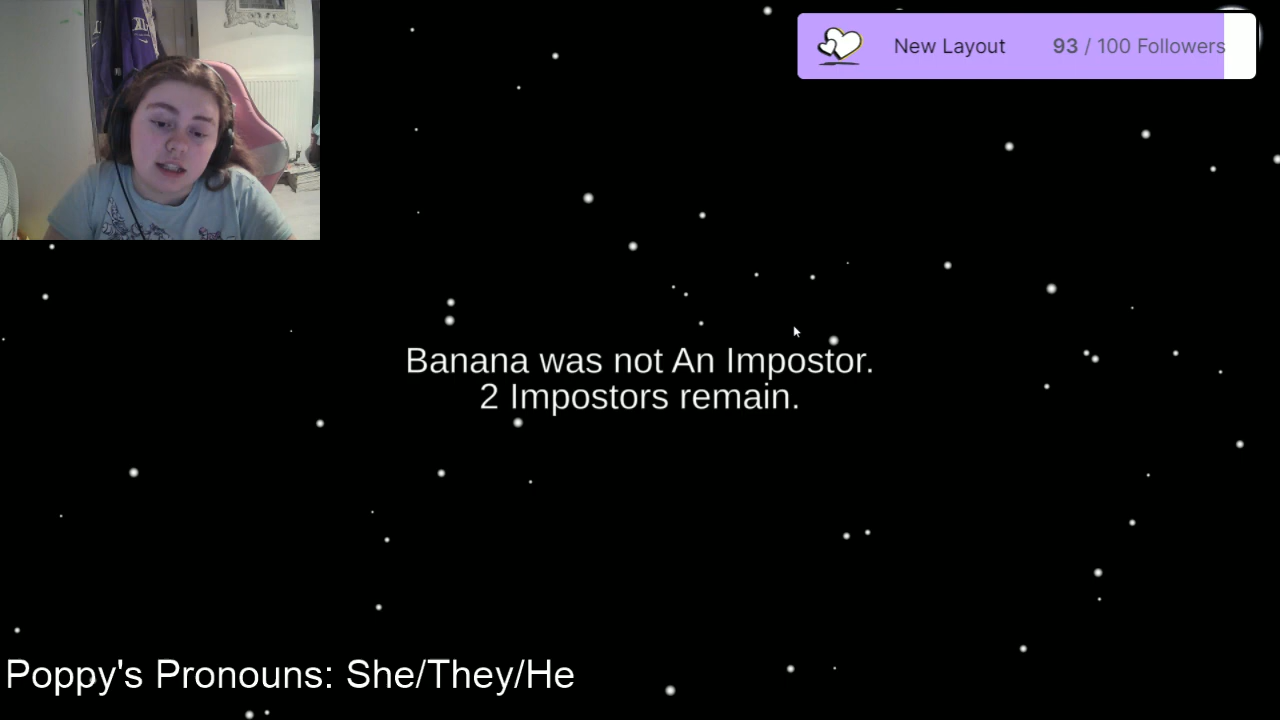 New Layout 93 / 100 Followers
Banana was not An Impostor.
2 Impostors remain.
Poppy's Pronouns: She/They/He